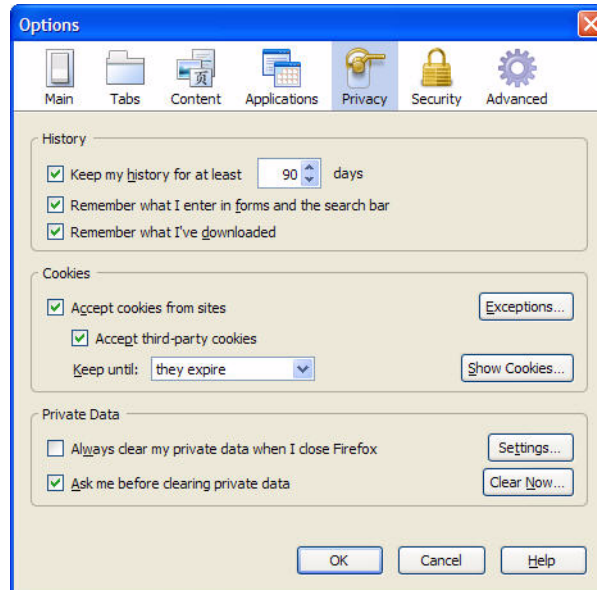 Options
Main Tabs Content Applications Privacy Security Advanced
History
Keep my history for at least 90 days
Remember what I enter in forms and the search bar
Remember what I've downloaded
Cookies
Accept cookies from sites Exceptions...
Accept third-party cookies
Keep until: they expire Show Cookies...
Private Data
Always clear my private data when I close Firefox Settings...
Ask me before clearing private data Clear Now...
OK Cancel Help